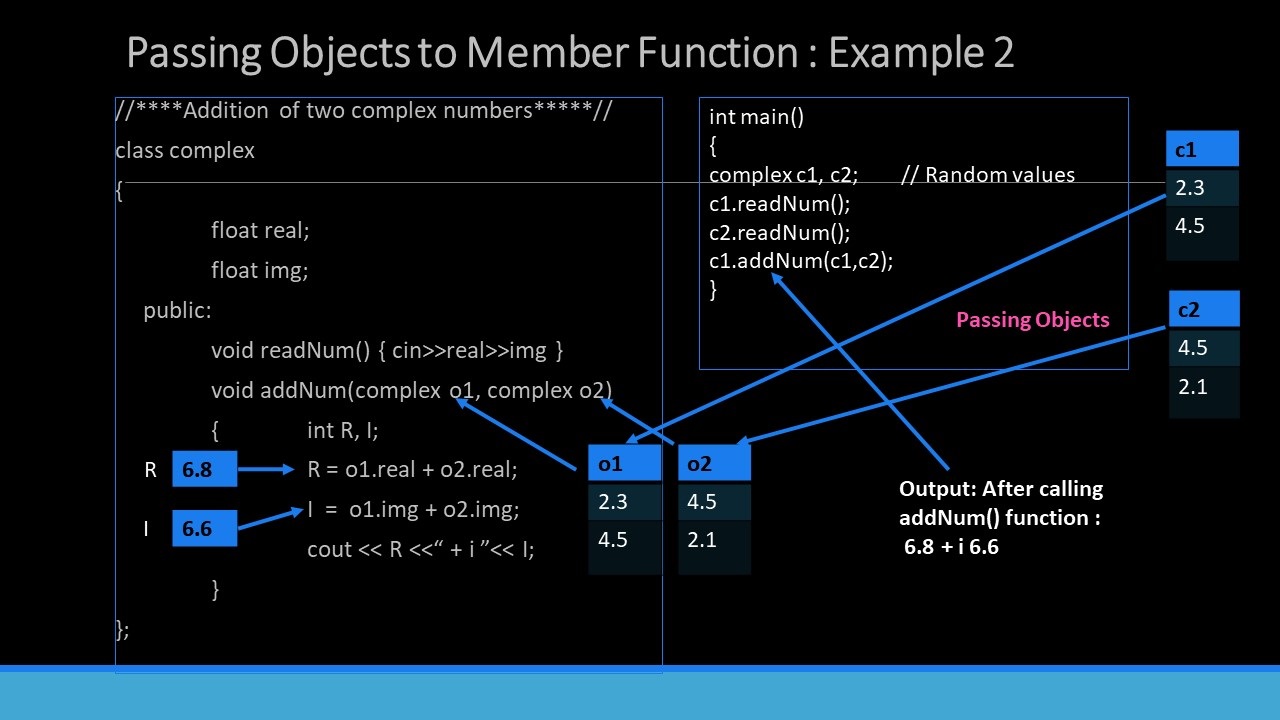 Passing Objects to Member Function : Example 2
//****Addition of two complex numbers*****//
class complex
{
float real;
float img;
public:
void readNum() { cin>>real>>img }
void addNum(complex o1, complex o2)
{ int R, I;
R = o1.real + o2.real;
I = o1.img + o2.img;
cout << R <<“ + i ”<< I;
}
};
R 6.8
I 6.6
int main()
{
complex c1, c2; // Random values
c1.readNum();
c2.readNum();
c1.addNum(c1,c2);
}
Passing Objects
c1
2.3
4.5
c2
4.5
2.1
o1
2.3
4.5
o2
4.5
2.1
Output: After calling
addNum() function :
6.8 + i 6.6